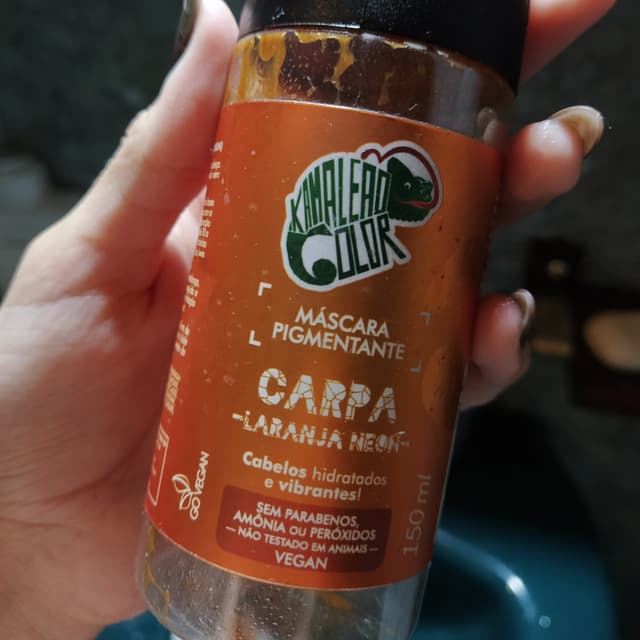 KAMALEÃO
COLOR
MÁSCARA
PIGMENTANTE
CARPA
-LARANJA NEON-
Cabelos hidratados
e vibrantes!
SEM PARABENOS,
AMÔNIA OU PERÓXIDOS
— NÃO TESTADO EM ANIMAIS —
VEGAN
GO VEGAN
150 ml